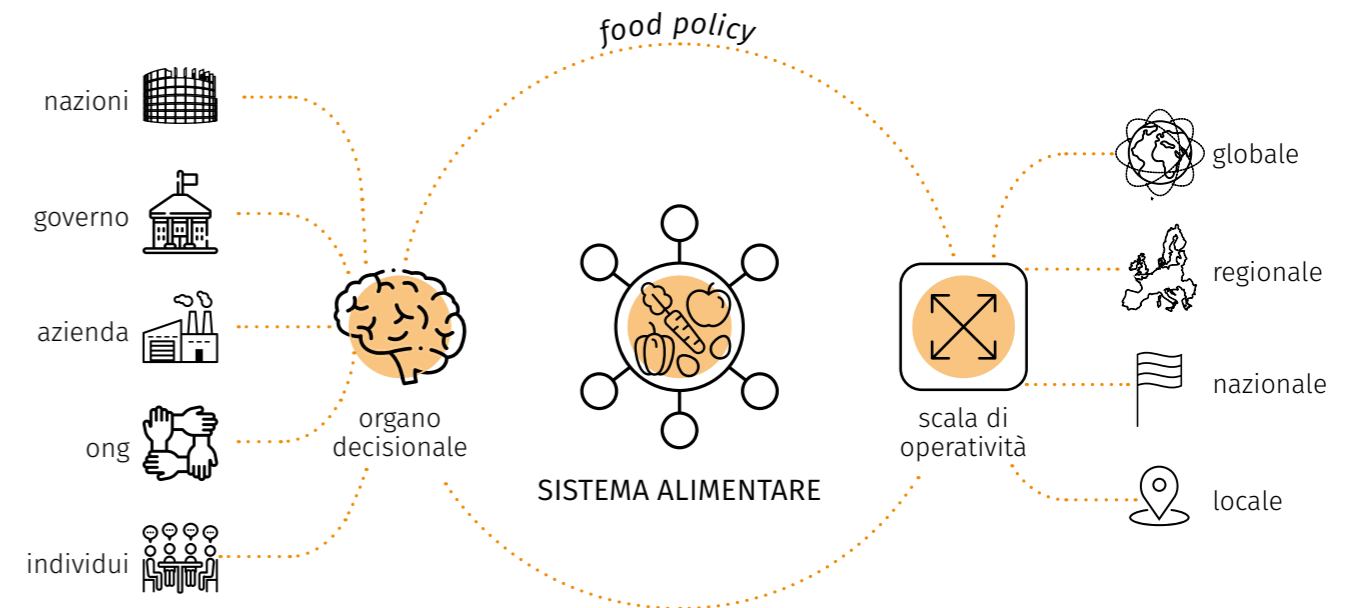 food policy
nazioni
governo
azienda
ong
individui
organo
decisionale
SISTEMA ALIMENTARE
scala di
operatività
globale
regionale
nazionale
locale